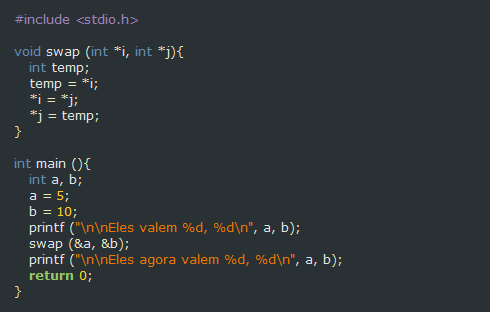 #include <stdio.h>
void swap (int *i, int *j){
int temp;
temp = *i;
*i = *j;
*j = temp;
}
int main (){
int a, b;
a = 5;
b = 10;
printf ("\n\nEles valem %d, %d\n", a, b);
swap (&a, &b);
printf ("\n\nEles agora valem %d, %d\n", a, b);
return 0;
}